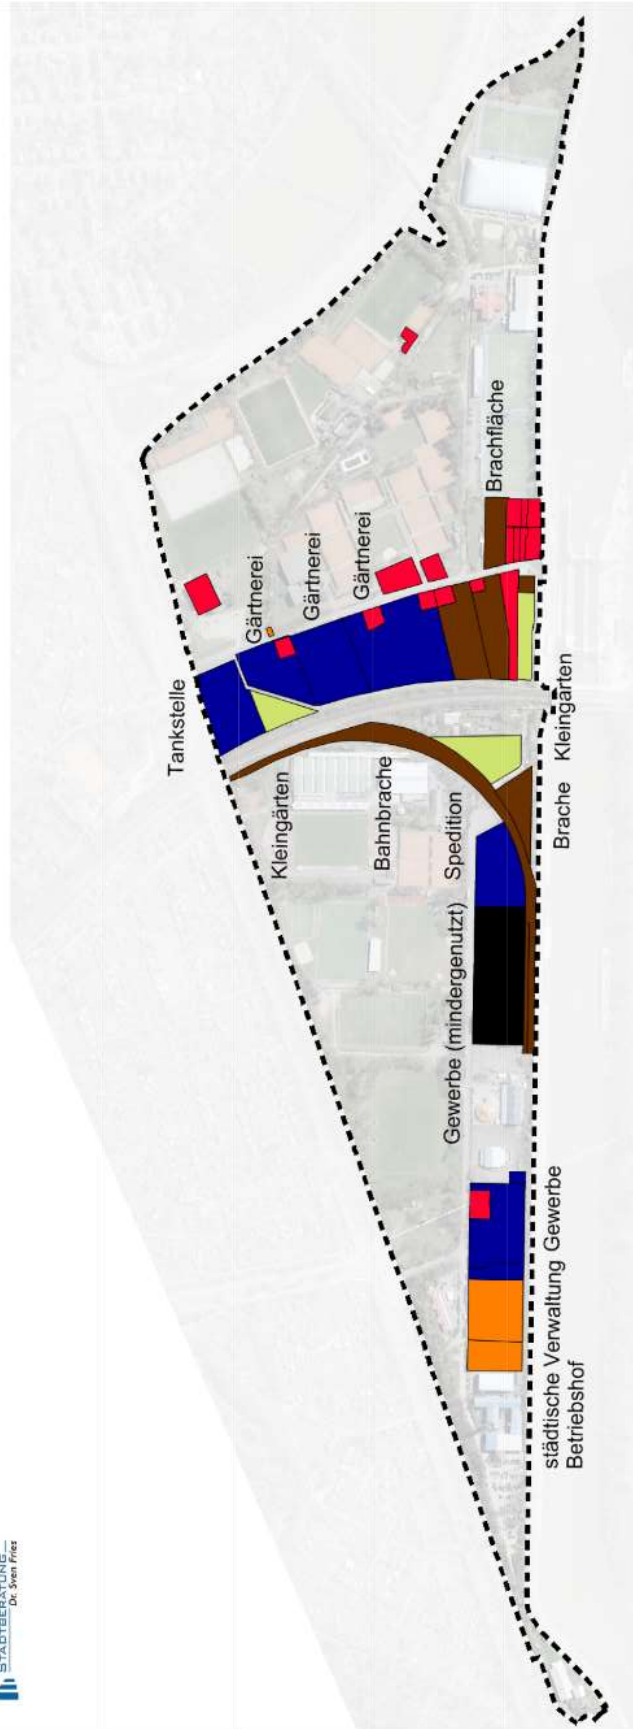 STADTBERATUNG
Dr. Sven Fries
Tankstelle
Gärtnerei
Gärtnerei
Gärtnerei
Brachfläche
Kleingärten
Bahnbrache
Spedition
Gewerbe (mindergenutzt)
Brache
Kleingärten
städtische Verwaltung
Gewerbe
Betriebshof